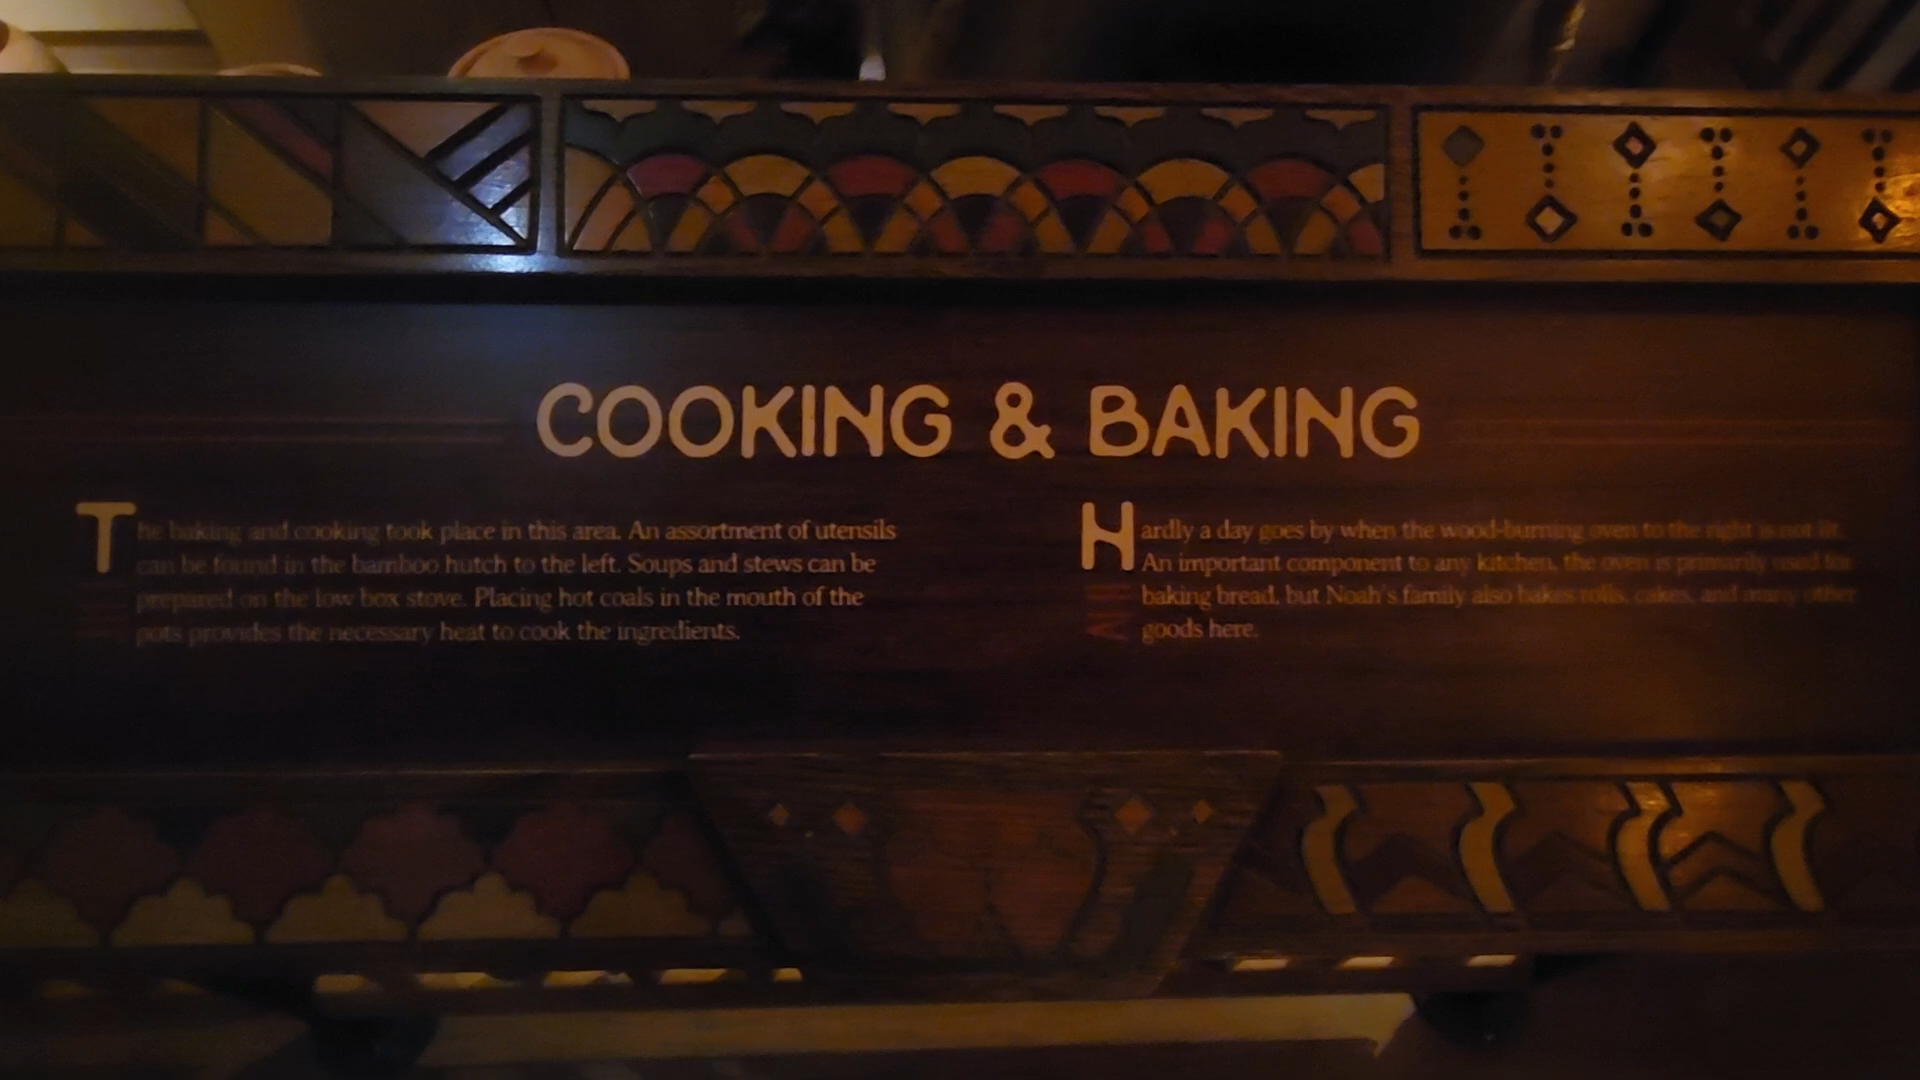 COOKING & BAKING
The baking and cooking took place in this area. An assortment of utensils
can be found in the bamboo hutch to the left. Soups and stews can be
prepared on the low box stove. Placing hot coals in the mouth of the
pots provides the necessary heat to cook the ingredients.
Hardly a day goes by when the wood-burning oven to the right is not lit.
An important component to any kitchen, the oven is primarily used for
baking bread, but Noah's family also bakes rolls, cakes, and many other
goods here.